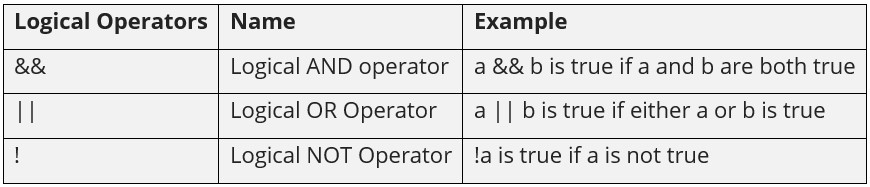 Logical Operators Name Example
&& Logical AND operator a && b is true if a and b are both true
|| Logical OR Operator a || b is true if either a or b is true
! Logical NOT Operator !a is true if a is not true